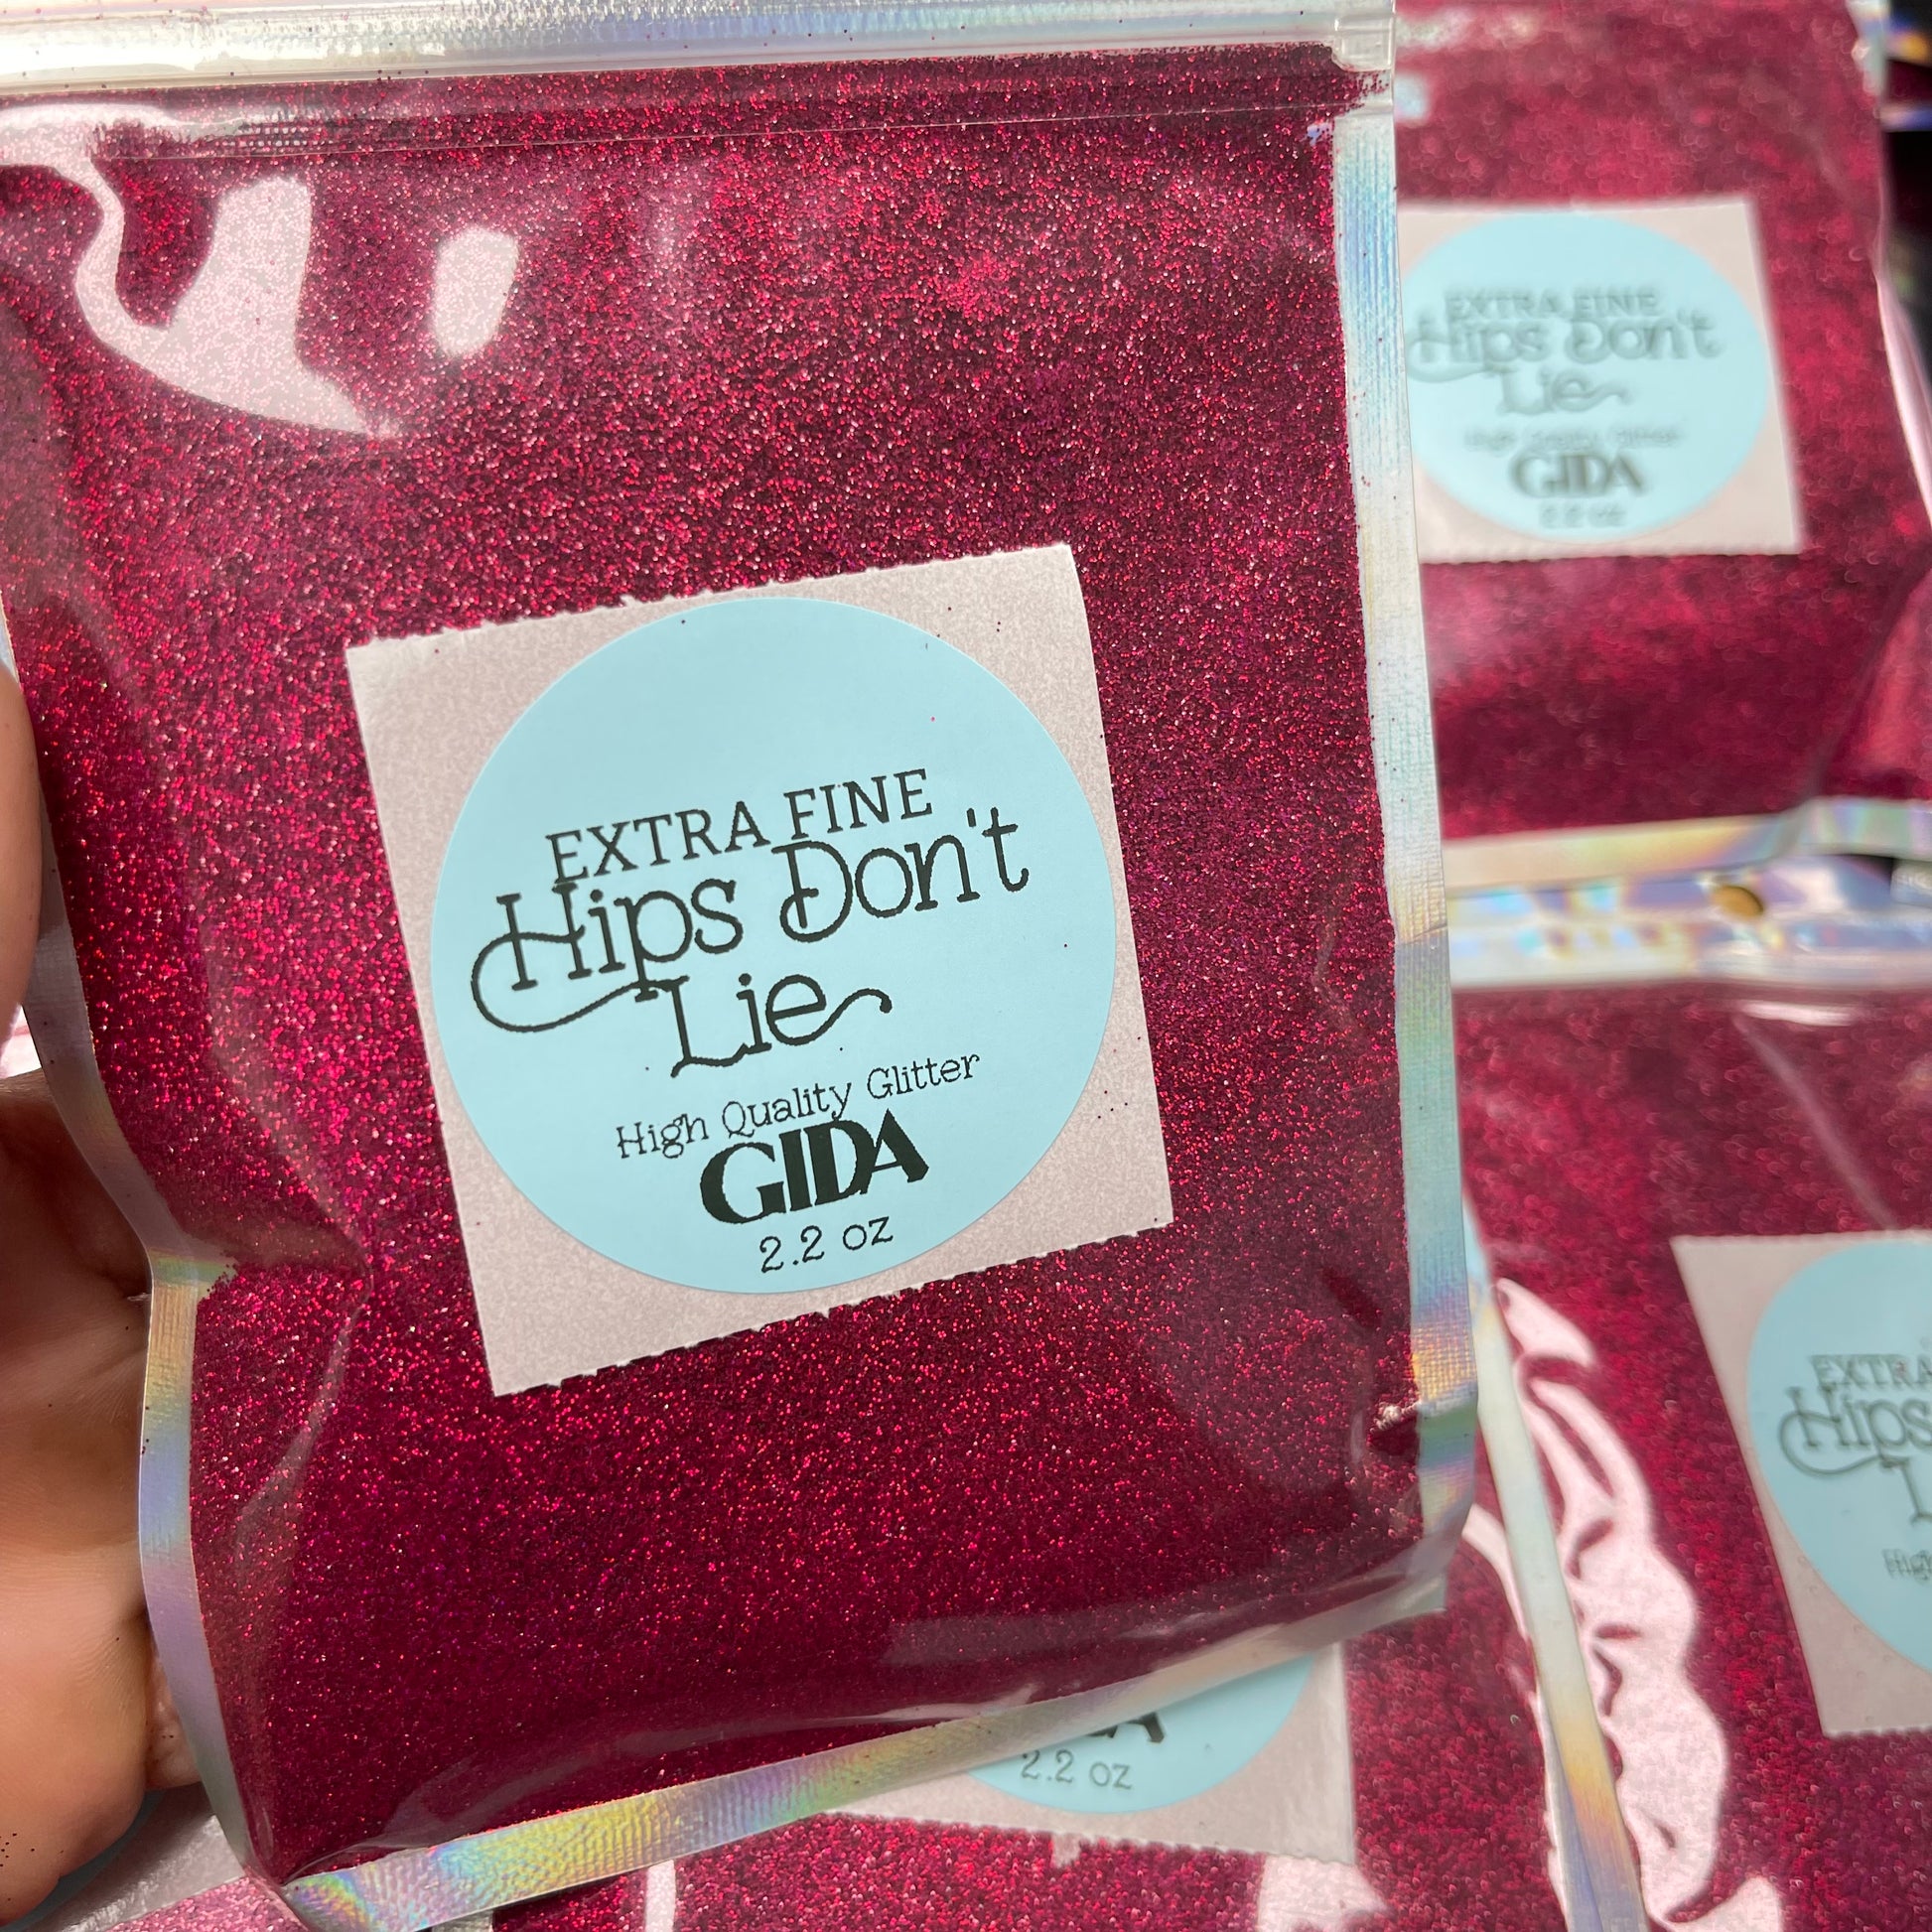 EXTRA FINE
Hips Don't
Lie
High Quality Glitter
GIDA
2.2 oz
EXTRA FINE
Hips Don't
Lie
High Quality Glitter
GIDA
2.2 oz
EXTRA
Hips
2.2 oz